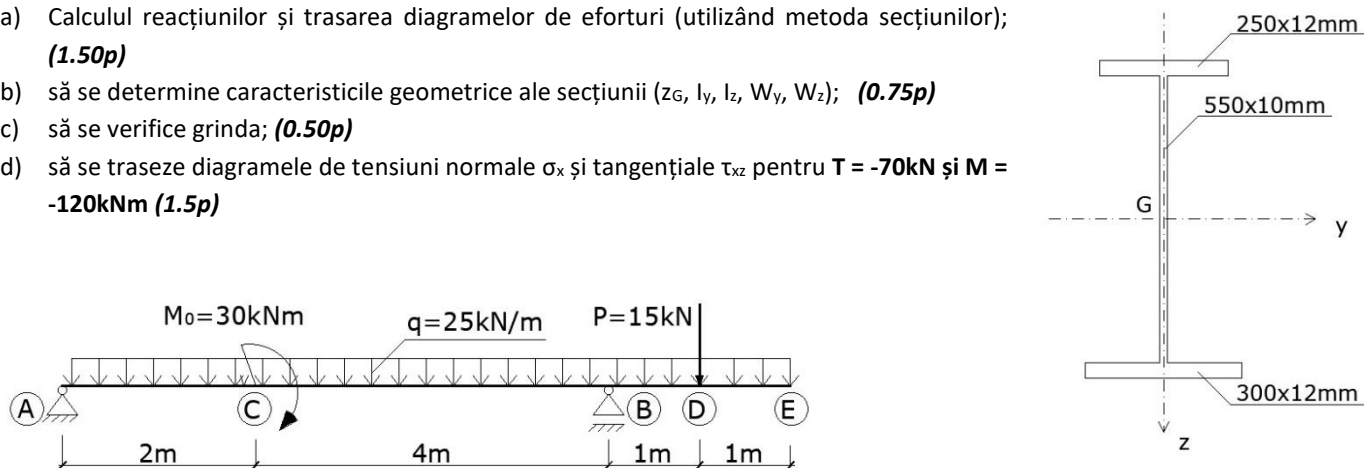 a) Calculul reacțiunilor și trasarea diagramelor de eforturi (utilizând metoda secțiunilor);
(1.50p)
b) să se determine caracteristicile geometrice ale secțiunii (zG, Iy, Iz, Wy, Wz); (0.75p)
c) să se verifice grinda; (0.50p)
d) să se traseze diagramele de tensiuni normale σx și tangențiale τxz pentru T = -70kN și M =
-120kNm (1.5p)
250x12mm
550x10mm
G
y
300x12mm
z
M0=30kNm
q=25kN/m
P=15kN
A
C
B
D
E
2m
4m
1m
1m